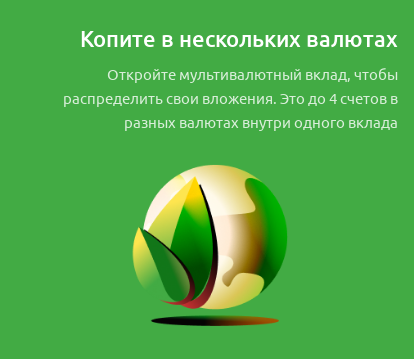 Копите в нескольких валютах
Откройте мультивалютный вклад, чтобы
распределить свои вложения. Это до 4 счетов в
разных валютах внутри одного вклада